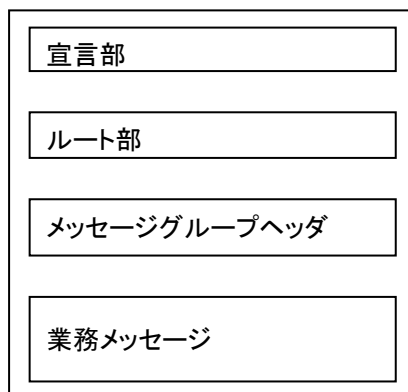 宣言部
ルート部
メッセージグループヘッダ
業務メッセージ